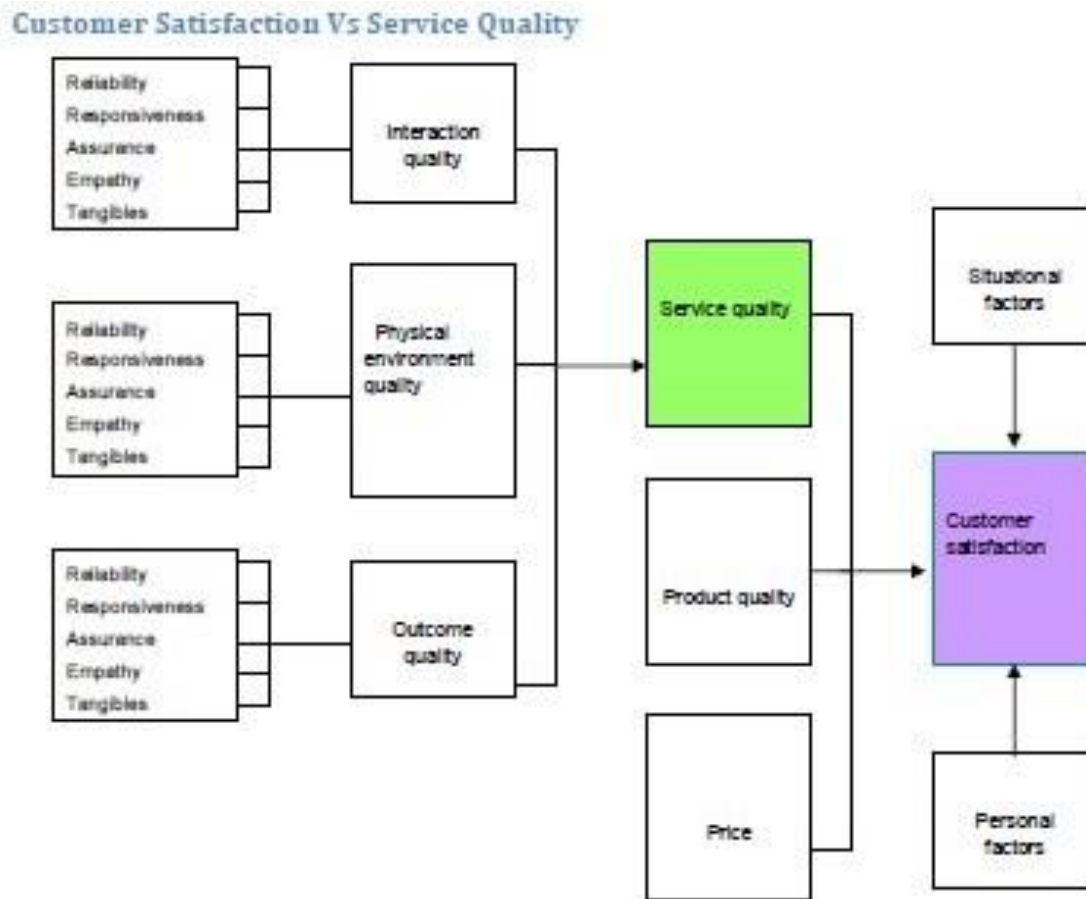 Customer Satisfaction Vs Service Quality
Reliability
Responsiveness
Assurance
Empathy
Tangibles
Interaction
quality
Reliability
Responsiveness
Assurance
Empathy
Tangibles
Physical
environment
quality
Reliability
Responsiveness
Assurance
Empathy
Tangibles
Outcome
quality
Service quality
Product quality
Price
Situational
factors
Customer
satisfaction
Personal
factors